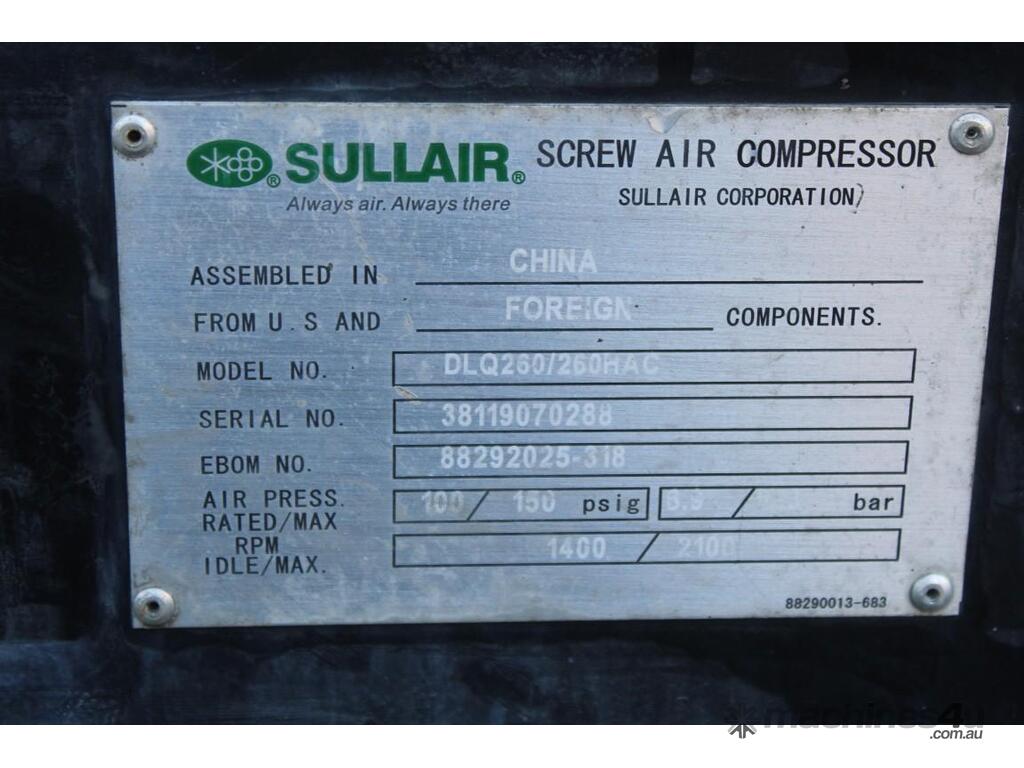 SULLAIR® SCREW AIR COMPRESSOR
Always air. Always there SULLAIR CORPORATION
ASSEMBLED IN CHINA
FROM U.S AND FOREIGN COMPONENTS.
MODEL NO. DLQ260/260HAC
SERIAL NO. 38119070288
EBOM NO. 88292025-318
AIR PRESS. RATED/MAX 100 / 150 psig 6.9 / bar
RPM IDLE/MAX. 1400 / 2100
88290013-683
machines4u
.com.au